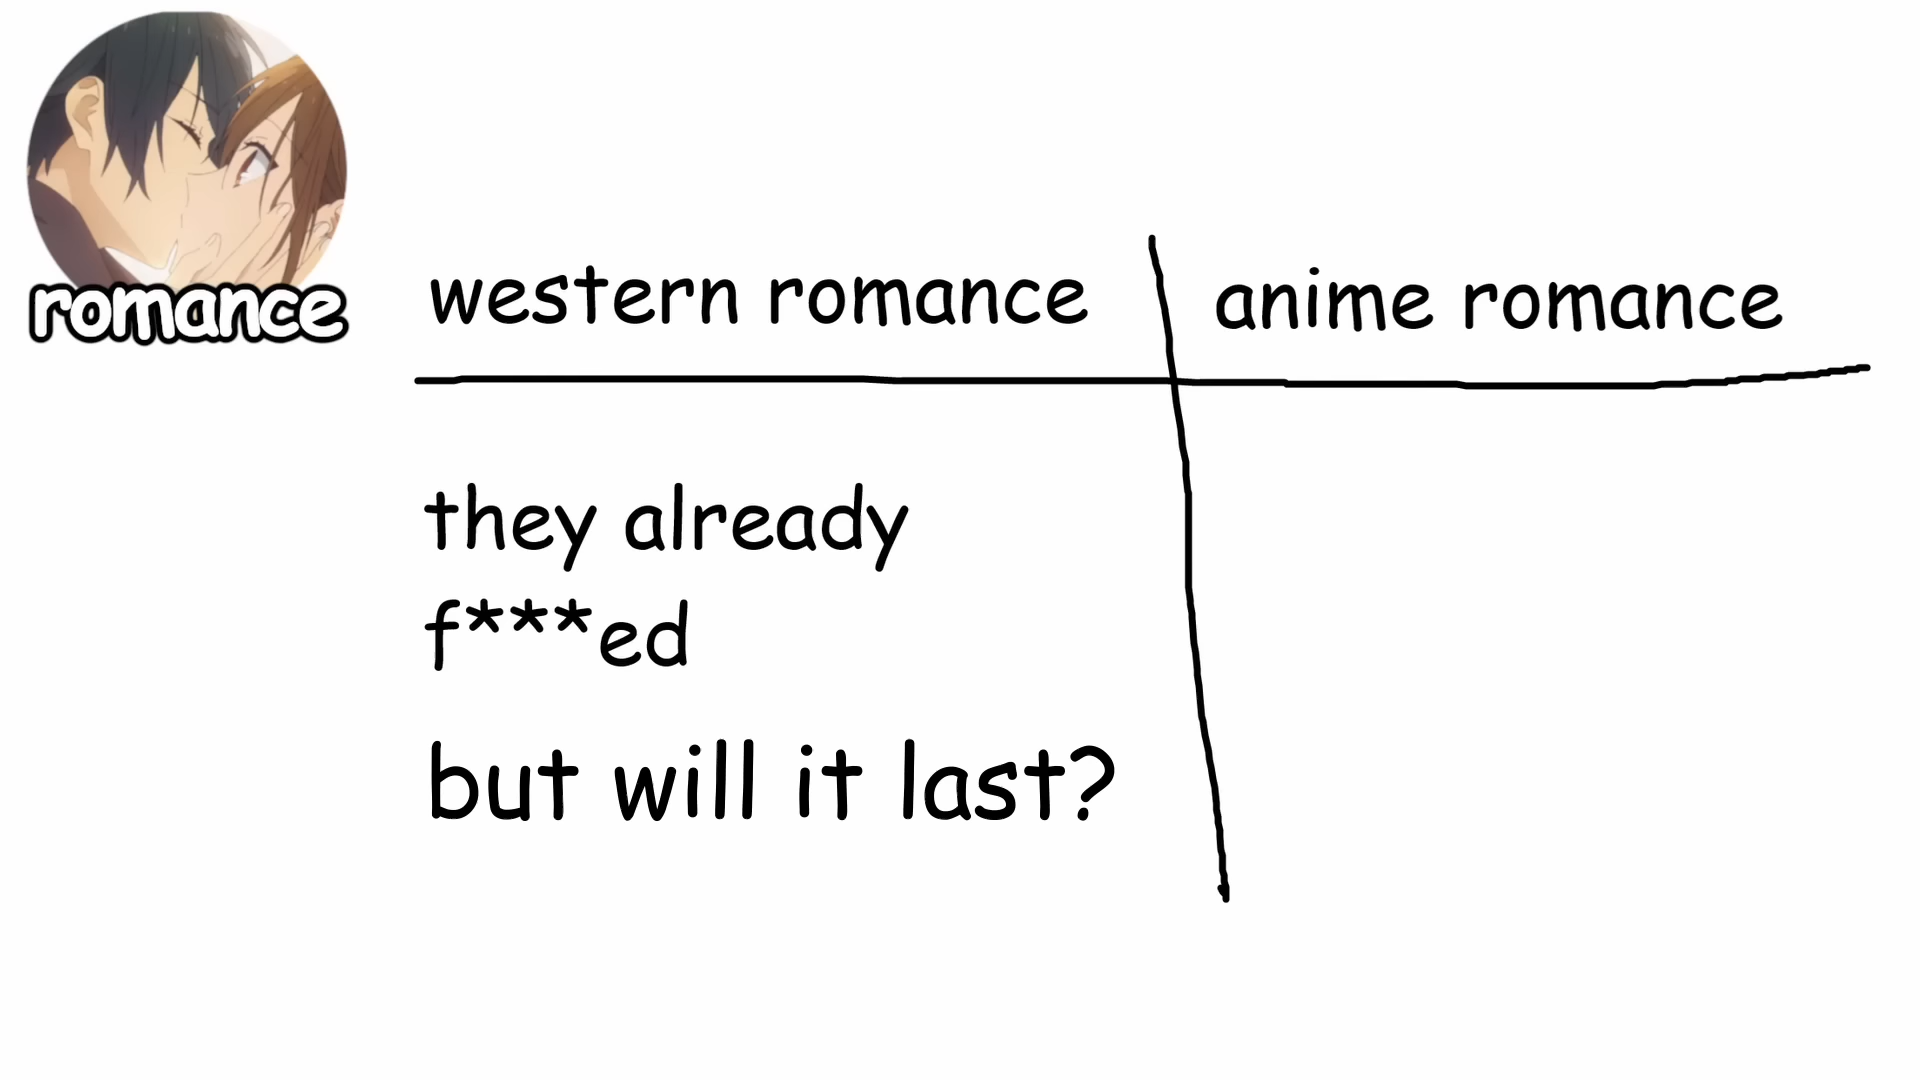 romance
western romance
anime romance
they already
f***ed
but will it last?